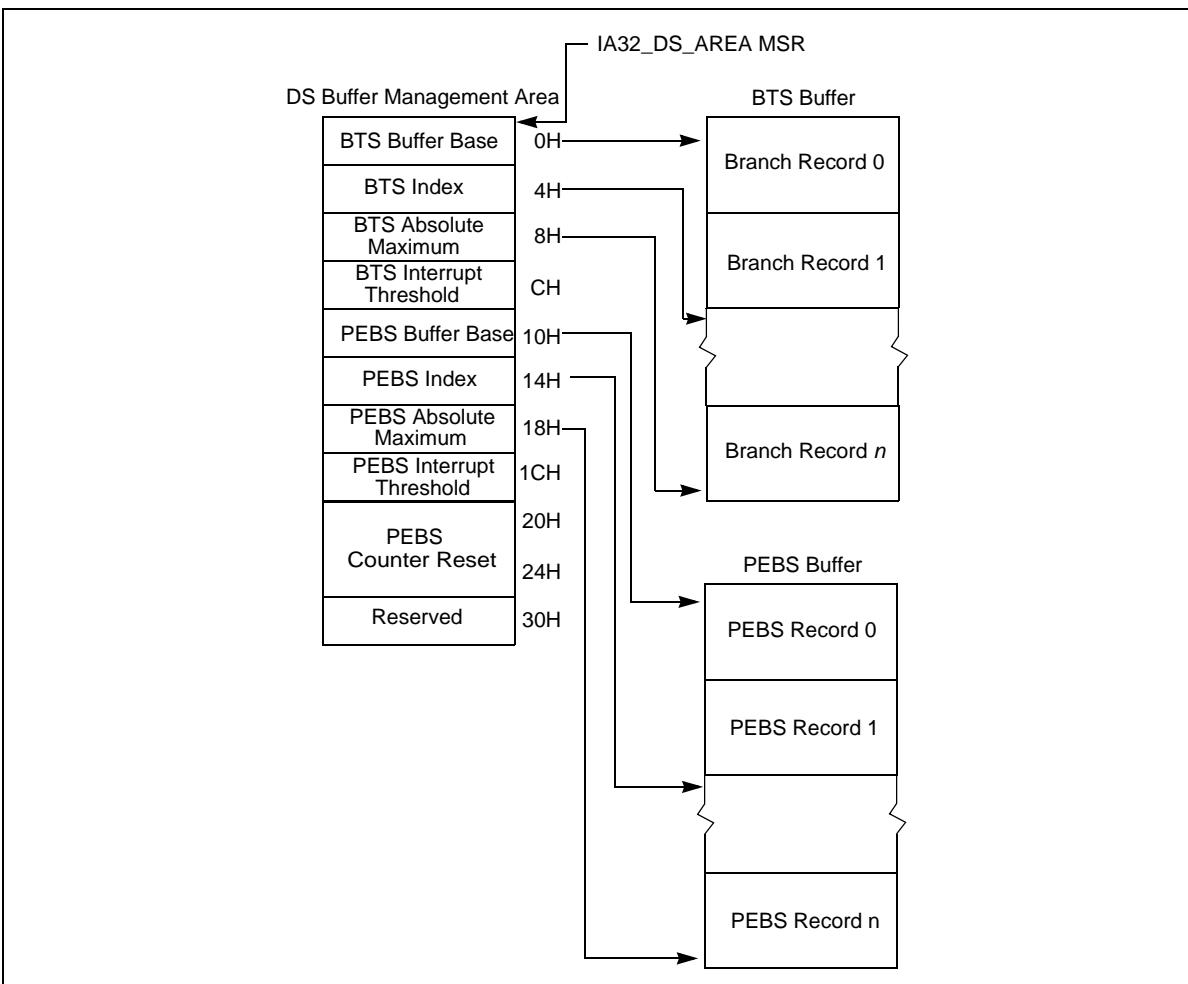 IA32_DS_AREA MSR
DS Buffer Management Area
BTS Buffer Base
0H
BTS Index
4H
BTS Absolute
Maximum
8H
BTS Interrupt
Threshold
CH
PEBS Buffer Base
10H
PEBS Index
14H
PEBS Absolute
Maximum
18H
PEBS Interrupt
Threshold
1CH
PEBS
Counter Reset
20H
24H
Reserved
30H
BTS Buffer
Branch Record 0
Branch Record 1
Branch Record n
PEBS Buffer
PEBS Record 0
PEBS Record 1
PEBS Record n